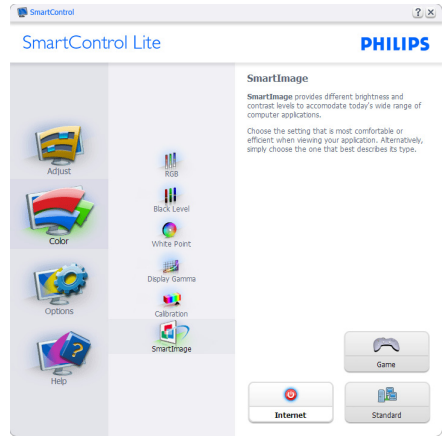 SmartControl
SmartControl Lite
PHILIPS
Adjust
Color
Options
Help
RGB
Black Level
White Point
Display Gamma
Calibration
SmartImage
SmartImage
SmartImage provides different brightness and
contrast levels to accomodate today's wide range of
computer applications.
Choose the setting that is most comfortable or
efficient when viewing your application. Alternatively,
simply choose the one that best describes its type.
Game
Internet
Standard